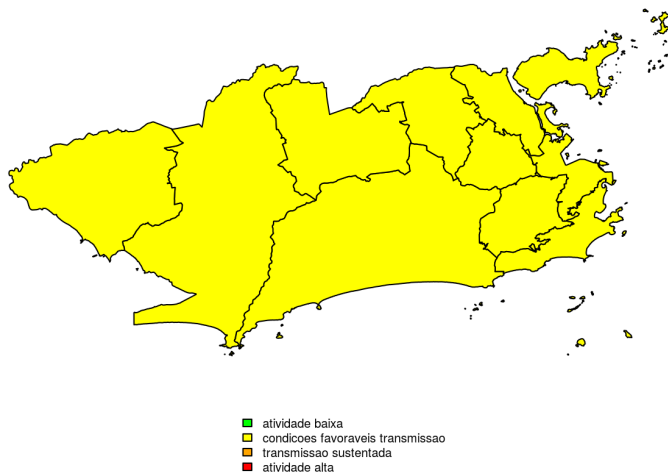 atividade baixa
condicoes favoraveis transmissao
transmissao sustentada
atividade alta